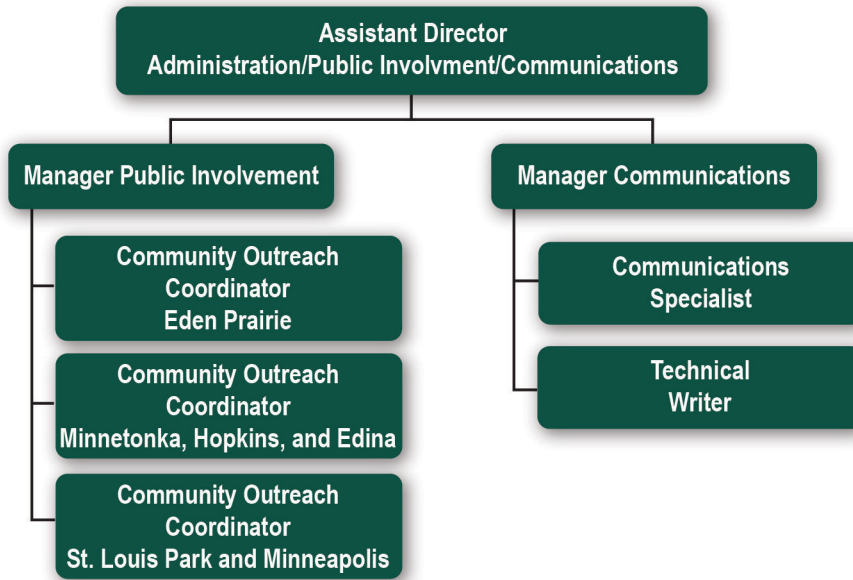 Assistant Director
Administration/Public Involvment/Communications
Manager Public Involvement
Community Outreach
Coordinator
Eden Prairie
Community Outreach
Coordinator
Minnetonka, Hopkins, and Edina
Community Outreach
Coordinator
St. Louis Park and Minneapolis
Manager Communications
Communications
Specialist
Technical
Writer